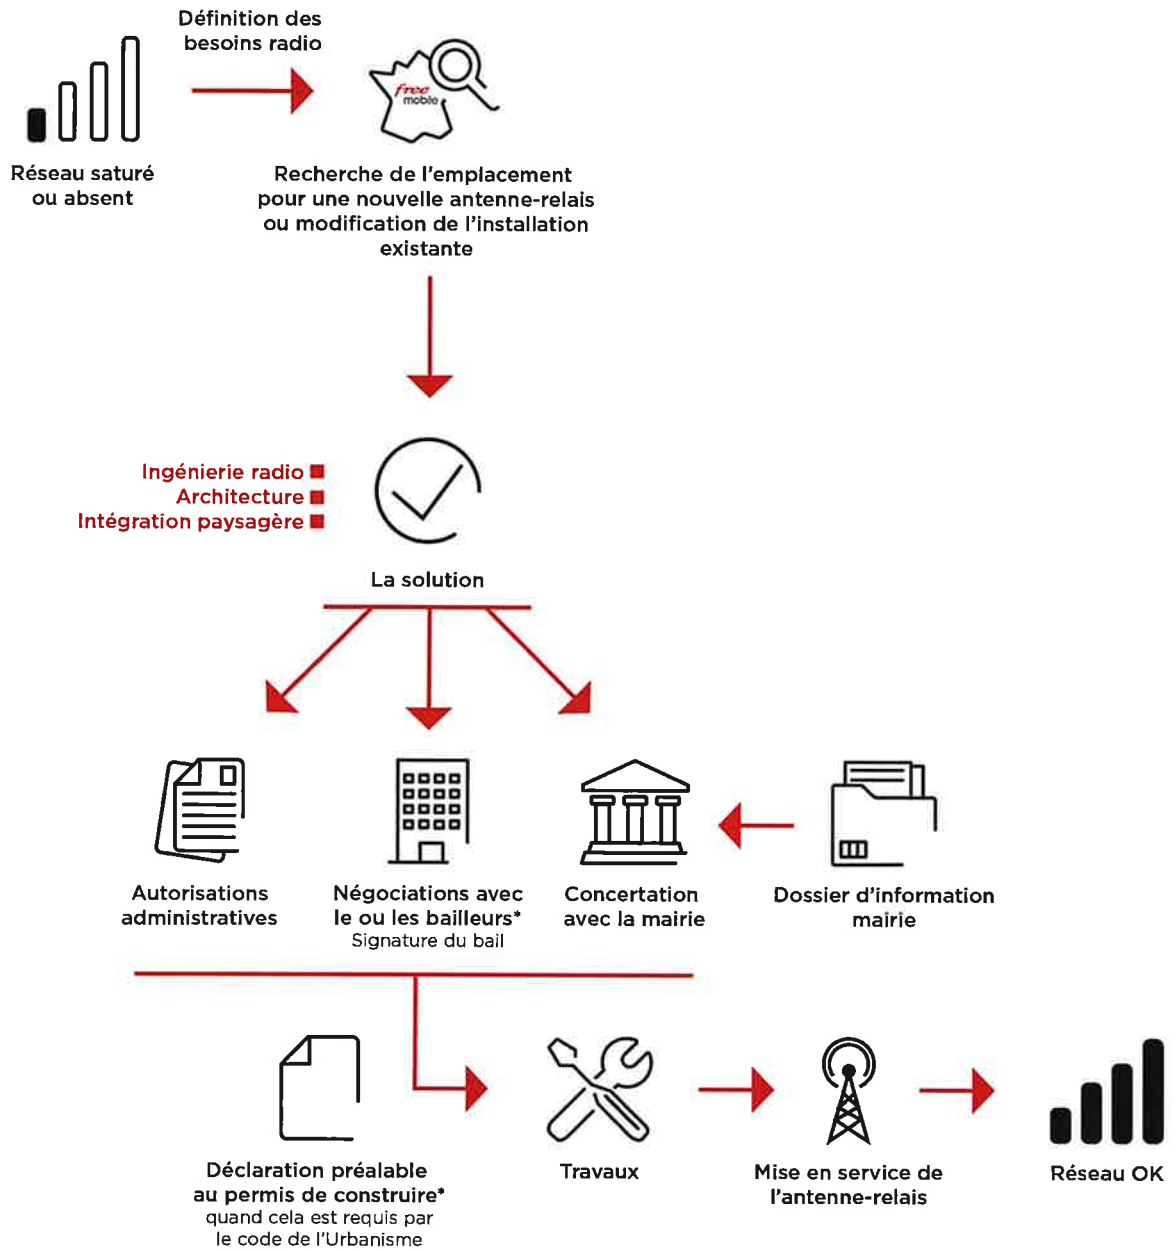 Définition des
besoins radio
free
mobile
Réseau saturé
ou absent
Recherche de l'emplacement
pour une nouvelle antenne-relais
ou modification de l'installation
existante
Ingénierie radio
Architecture
Intégration paysagère
La solution
Autorisations
administratives
Négociations avec
le ou les bailleurs*
Signature du bail
Concertation
avec la mairie
Dossier d'information
mairie
Déclaration préalable
au permis de construire*
quand cela est requis par
le code de l'Urbanisme
Travaux
Mise en service de
l'antenne-relais
Réseau OK